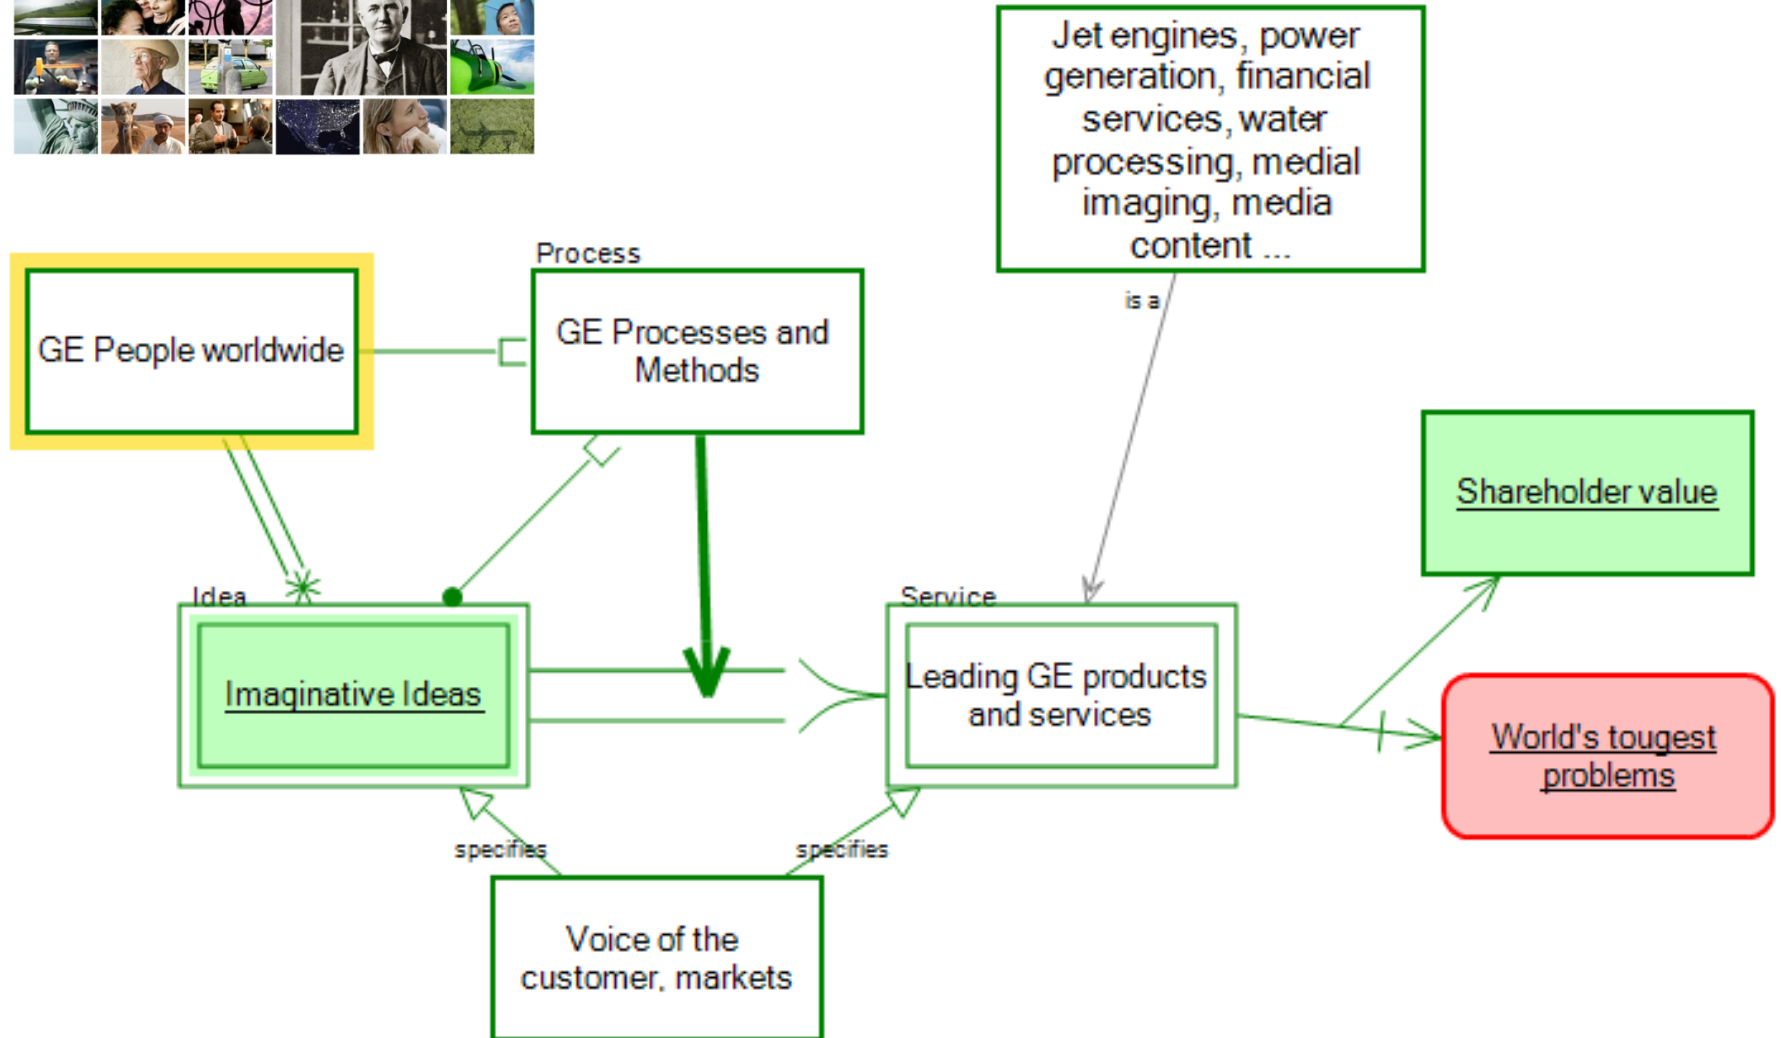 Jet engines, power
generation, financial
services, water
processing, medial
imaging, media
content ...
is a
Process
GE People worldwide
GE Processes and
Methods
Shareholder value
Idea
Service
Imaginative Ideas
Leading GE products
and services
World's tougest
problems
specifies
specifies
Voice of the
customer, markets